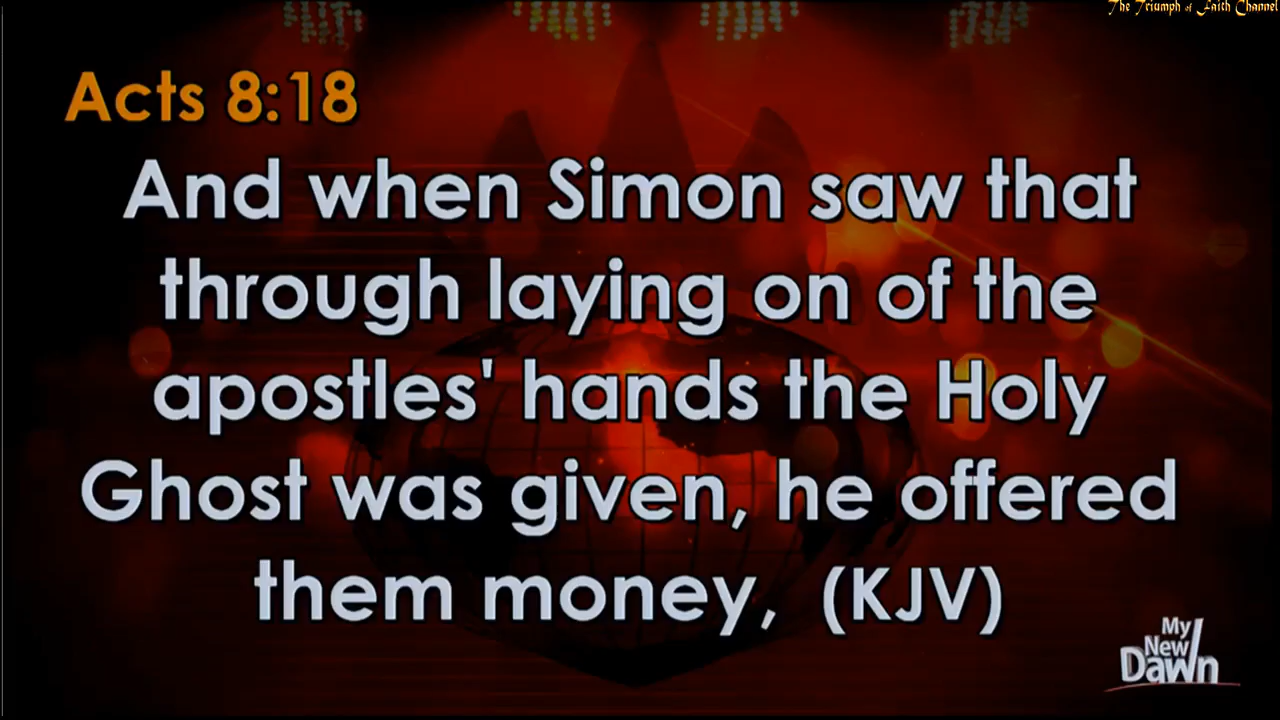 The Triumph of Faith Channel
Acts 8:18
And when Simon saw that
through laying on of the
apostles' hands the Holy
Ghost was given, he offered
them money, (KJV)
My
New
Dawn